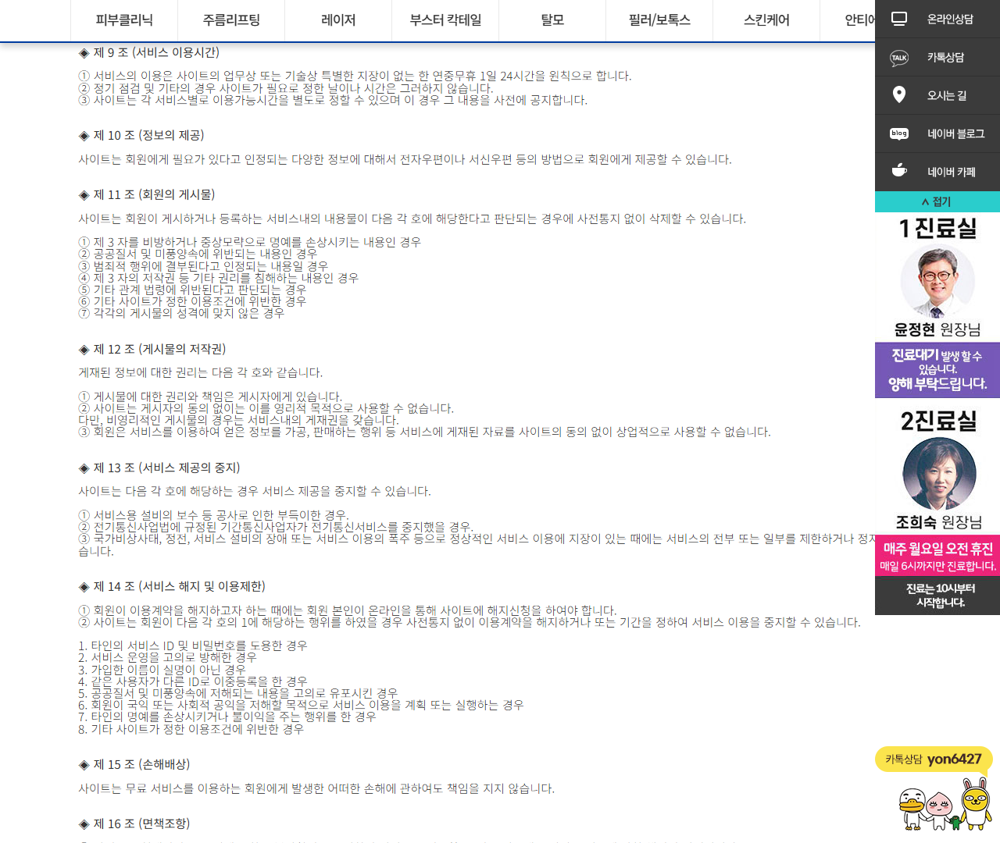 피부클리닉
주름리프팅
레이저
부스터 칵테일
탈모
필러/보톡스
스킨케어
◈ 제 9 조 (서비스 이용시간)
① 서비스의 이용은 사이트의 업무상 또는 기술상 특별한 지장이 없는 한 연중무휴 1일 24시간을 원칙으로 합니다.
② 정기 점검 및 기타의 경우 사이트가 필요로 정한 날이나 시간은 그러하지 않습니다.
③ 사이트는 각 서비스별로 이용가능시간을 별도로 정할 수 있으며 이 경우 그 내용을 사전에 공지합니다.
◈ 제 10 조 (정보의 제공)
사이트는 회원에게 필요가 있다고 인정되는 다양한 정보에 대해서 전자우편이나 서신우편 등의 방법으로 회원에게 제공할 수 있습니다.
◈ 제 11 조 (회원의 게시물)
사이트는 회원이 게시하거나 등록하는 서비스내의 내용물이 다음 각 호에 해당한다고 판단되는 경우에 사전통지 없이 삭제할 수 있습니다.
① 제 3 자를 비방하거나 중상모략으로 명예를 손상시키는 내용인 경우
② 공공질서 및 미풍양속에 위반되는 내용인 경우
③ 범죄적 행위에 결부된다고 인정되는 내용일 경우
④ 제 3 자의 저작권 등 기타 권리를 침해하는 내용인 경우
⑤ 기타 관계 법령에 위반된다고 판단되는 경우
⑥ 기타 사이트가 정한 이용조건에 위반한 경우
⑦ 각각의 게시물의 성격에 맞지 않은 경우
◈ 제 12 조 (게시물의 저작권)
게재된 정보에 대한 권리는 다음 각 호와 같습니다.
① 게시물에 대한 권리와 책임은 게시자에게 있습니다.
② 사이트는 게시자의 동의 없이는 이를 영리적 목적으로 사용할 수 없습니다.
다만, 비영리적인 게시물의 경우는 서비스내의 게재권을 갖습니다.
③ 회원은 서비스를 이용하여 얻은 정보를 가공, 판매하는 행위 등 서비스에 게재된 자료를 사이트의 동의 없이 상업적으로 사용할 수 없습니다.
◈ 제 13 조 (서비스 제공의 중지)
사이트는 다음 각 호에 해당하는 경우 서비스 제공을 중지할 수 있습니다.
① 서비스용 설비의 보수 등 공사로 인한 부득이한 경우.
② 전기통신사업법에 규정된 기간통신사업자가 전기통신서비스를 중지했을 경우.
③ 국가비상사태, 정전, 서비스 설비의 장애 또는 서비스 이용의 폭주 등으로 정상적인 서비스 이용에 지장이 있는 때에는 서비스의 전부 또는 일부를 제한하거나
습니다.
◈ 제 14 조 (서비스 해지 및 이용제한)
① 회원이 이용계약을 해지하고자 하는 때에는 회원 본인이 온라인을 통해 사이트에 해지신청을 하여야 합니다.
② 사이트는 회원이 다음 각 호의 1에 해당하는 행위를 하였을 경우 사전통지 없이 이용계약을 해지하거나 또는 기간을 정하여 서비스 이용을 중지할 수 있습니다.
1. 타인의 서비스 ID 및 비밀번호를 도용한 경우
2. 서비스 운영을 고의로 방해한 경우
3. 가입한 이름이 실명이 아닌 경우
4. 같은 사용자가 다른 ID로 이중등록을 한 경우
5. 공공질서 및 미풍양속에 저해되는 내용을 고의로 유포시킨 경우
6. 회원이 국익 또는 사회적 공익을 저해할 목적으로 서비스 이용을 계획 또는 실행하는 경우
7. 타인의 명예를 손상시키거나 불이익을 주는 행위를 한 경우
8. 기타 사이트가 정한 이용조건에 위반한 경우
◈ 제 15 조 (손해배상)
사이트는 무료 서비스를 이용하는 회원에게 발생한 어떠한 손해에 관하여도 책임을 지지 않습니다.
◈ 제 16 조 (면책조항)
온라인상담
TALK 카톡상담
오시는 길
blog 네이버 블로그
네이버 카페
∧ 접기
1 진료실
윤정현 원장님
진료대기 발생 할 수
있습니다.
양해 부탁드립니다.
2진료실
조희숙 원장님
매주 월요일 오전 휴진
매일 6시까지만 진료합니다.
진료는 10시부터
시작합니다.
카톡상담 yon6427